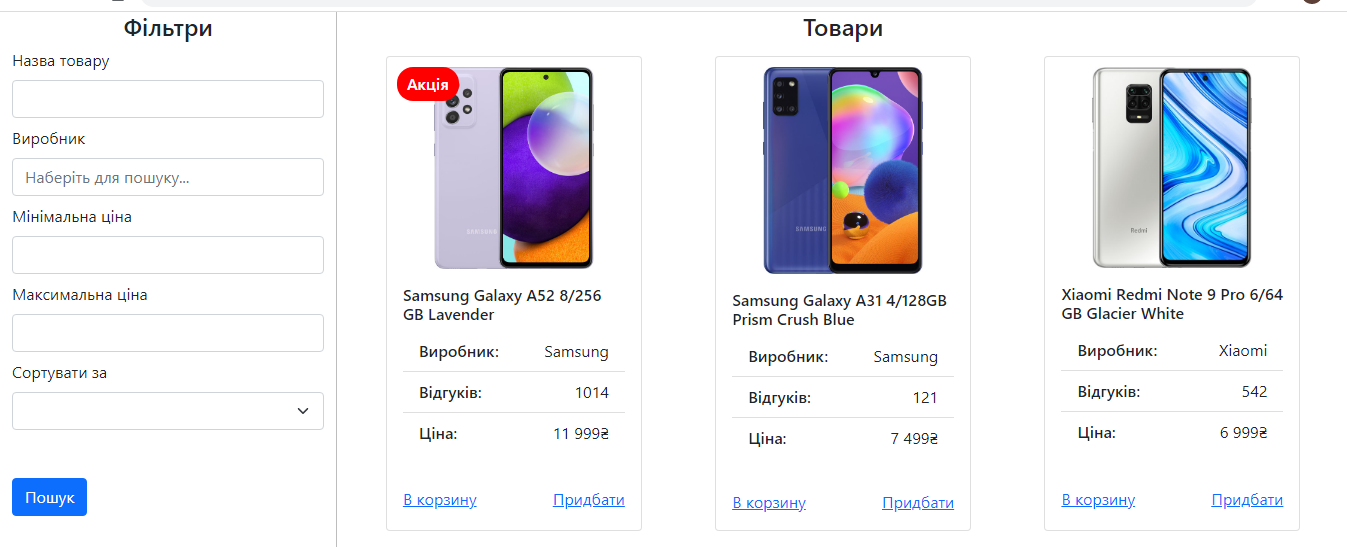 Фільтри
Назва товару
Виробник
Наберіть для пошуку...
Мінімальна ціна
Максимальна ціна
Сортувати за
Пошук
Товари
Акція
SAMSUNG
Samsung Galaxy A52 8/256
GB Lavender
Виробник: Samsung
Відгуків: 1014
Ціна: 11 999₴
В корзину Придбати
SAMSUNG
Samsung Galaxy A31 4/128GB
Prism Crush Blue
Виробник: Samsung
Відгуків: 121
Ціна: 7 499₴
В корзину Придбати
Redmi
Xiaomi Redmi Note 9 Pro 6/64
GB Glacier White
Виробник: Xiaomi
Відгуків: 542
Ціна: 6 999₴
В корзину Придбати